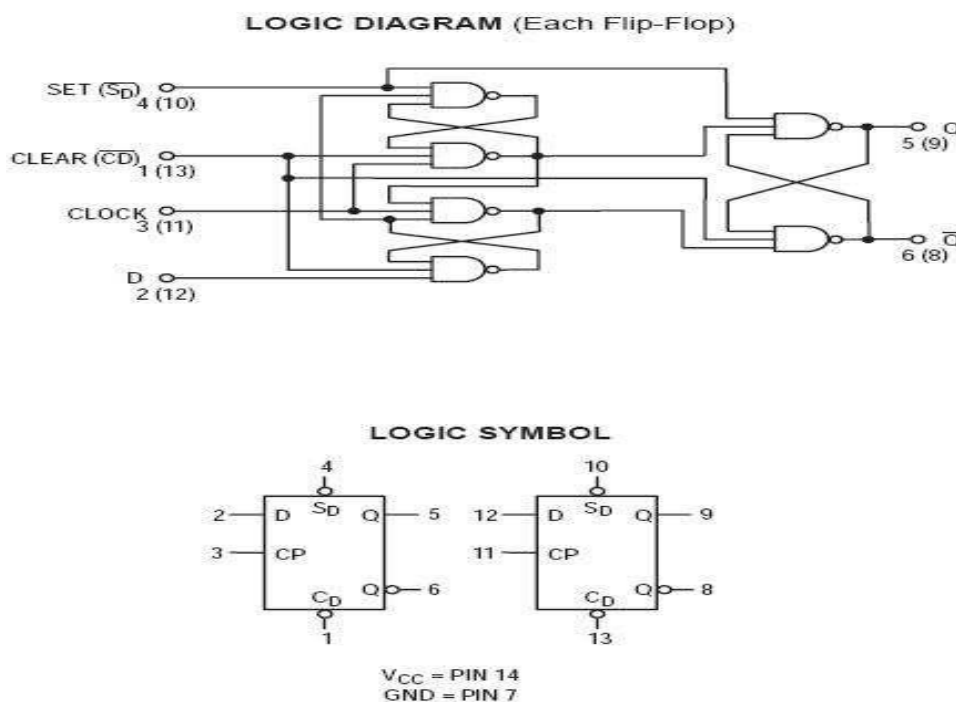 LOGIC DIAGRAM (Each Flip-Flop)
SET (S̅D̅)
4 (10)
CLEAR (C̅D̅)
1 (13)
CLOCK
3 (11)
D
2 (12)
Q
5 (9)
Q̅
6 (8)
LOGIC SYMBOL
4
2
D
SD
Q
5
3
CP
CD
Q
6
1
10
12
D
SD
Q
9
11
CP
CD
Q
8
13
VCC = PIN 14
GND = PIN 7